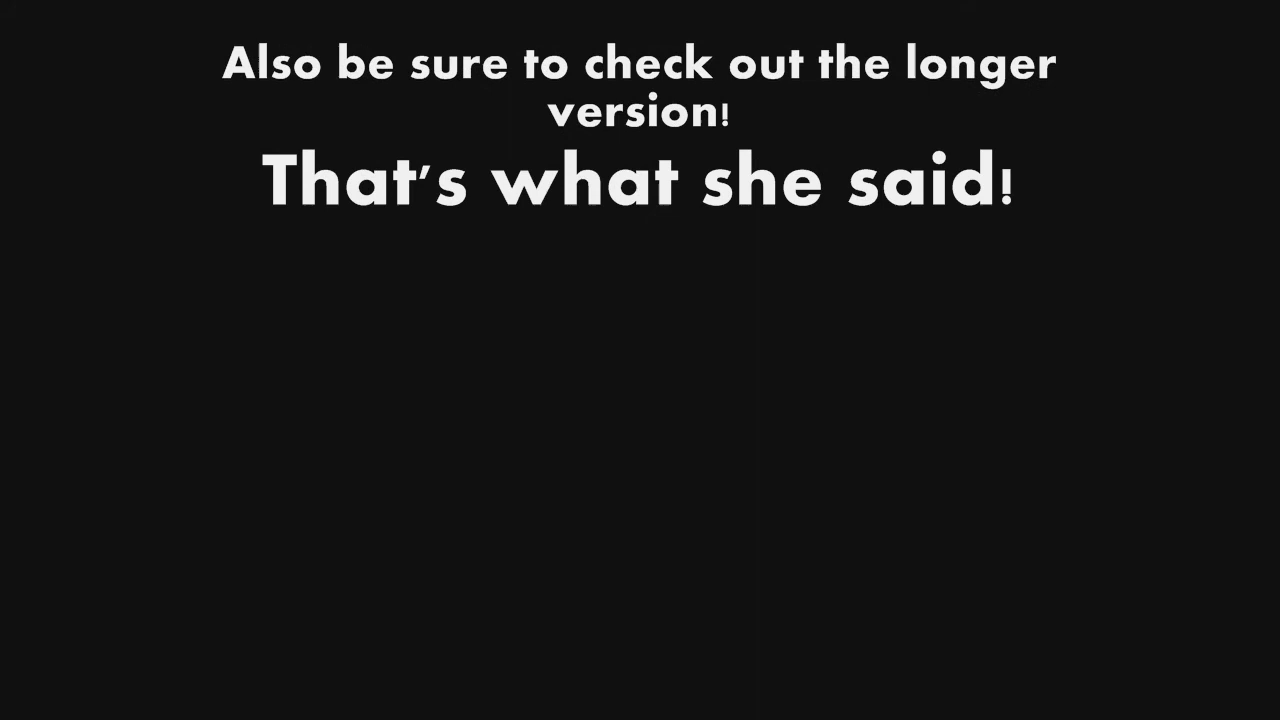 Also be sure to check out the longer
version!
That's what she said!